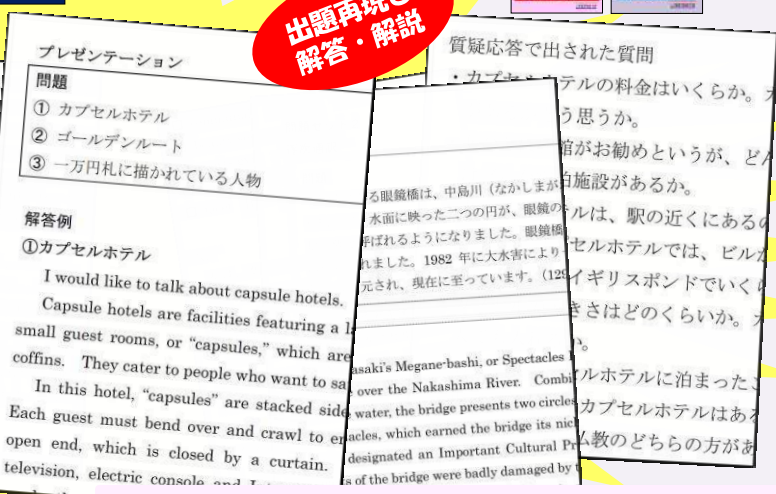 出題再現と
解答・解説
プレゼンテーション
問題
① カプセルホテル
② ゴールデンルート
③ 一万円札に描かれている人物
解答例
①カプセルホテル
I would like to talk about capsule hotels.
Capsule hotels are facilities featuring a
small guest rooms, or “capsules,” which are
coffins. They cater to people who want to
In this hotel, “capsules” are stacked side
Each guest must bend over and crawl to
open end, which is closed by a curtain.
television, electric console and
る眼鏡橋は、中島川（なかしまが
水面に映った二つの円が、眼鏡の
呼ばれるようになりました。眼鏡橋
れました。1982 年に大水害により
元され、現在に至っています。（129
asaki’s Megane-bashi, or Spectacles
over the Nakashima River. Combi
water, the bridge presents two circles
acles, which earned the bridge its nic
designated an Important Cultural Pr
s of the bridge were badly damaged by
質疑応答で出された質問
・カプセルホテルの料金はいくらか。
う思うか。
館がお勧めというが、どん
泊施設があるか。
ルは、駅の近くにあるの
セルホテルでは、ビルが
イギリスポンドでいくら
きさはどのくらいか。
か。
ルホテルに泊まったこ
カプセルホテルはある
ム教のどちらの方があ